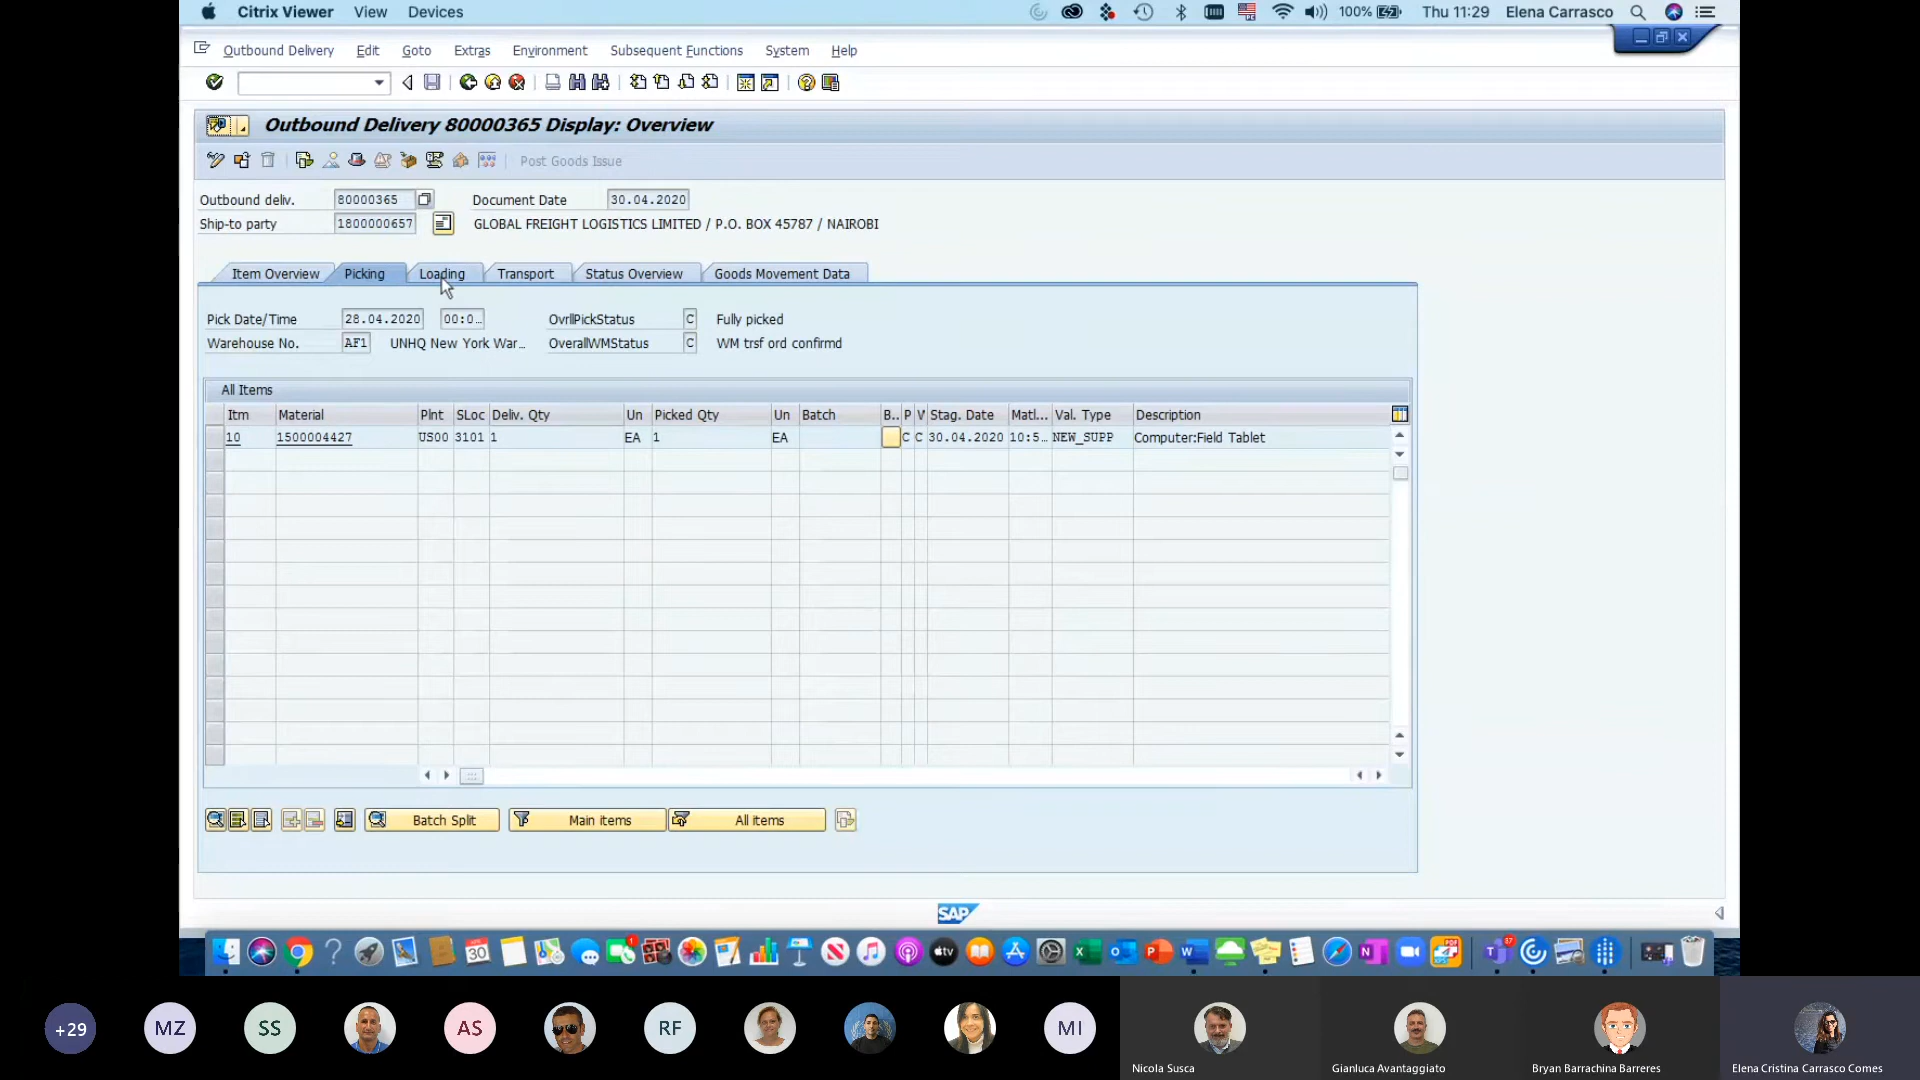 Citrix Viewer View Devices 100% Thu 11:29 Elena Carrasco
Outbound Delivery Edit Goto Extras Environment Subsequent Functions System Help
Outbound Delivery 80000365 Display: Overview
Post Goods Issue
Outbound deliv. 80000365 Document Date 30.04.2020
Ship-to party 1800000657 GLOBAL FREIGHT LOGISTICS LIMITED / P.O. BOX 45787 / NAIROBI
Item Overview Picking Loading Transport Status Overview Goods Movement Data
Pick Date/Time 28.04.2020 00:0… OvrllPickStatus C Fully picked
Warehouse No. AF1 UNHQ New York War… OverallWMStatus C WM trsf ord confirmd
All Items
Itm Material Plnt SLoc Deliv. Qty Un Picked Qty Un Batch B.. P V Stag. Date Matl... Val. Type Description
10 1500004427 US00 3101 1 EA 1 EA C C 30.04.2020 10:5… NEW_SUPP Computer:Field Tablet
Batch Split Main items All items
SAP
30 tv
+29 MZ SS AS RF MI
Nicola Susca Gianluca Avantaggiato Bryan Barrachina Barreres Elena Cristina Carrasco Comes